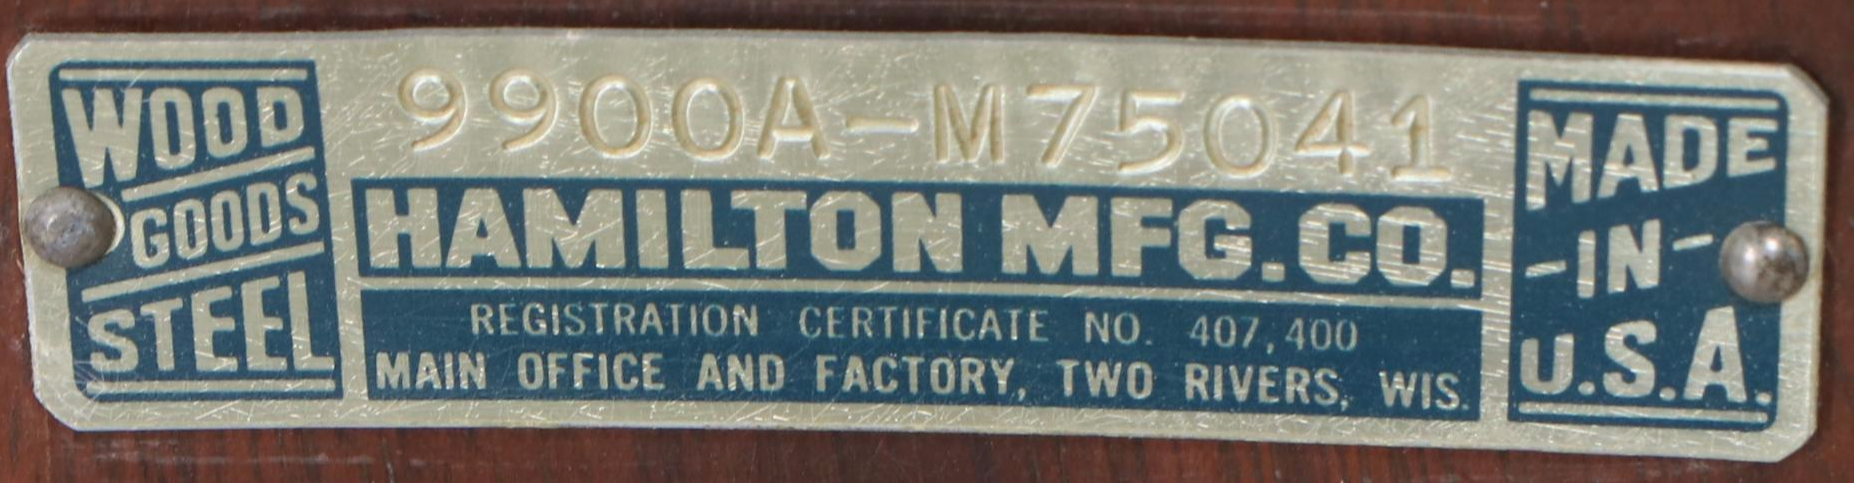 WOOD
GOODS
STEEL
9900A-M75041
HAMILTON MFG. CO.
REGISTRATION CERTIFICATE NO. 407,400
MAIN OFFICE AND FACTORY, TWO RIVERS, WIS.
MADE
-IN-
U.S.A.